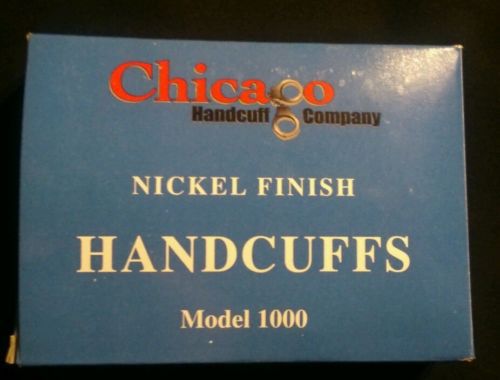 Chicago
Handcuff Company
NICKEL FINISH
HANDCUFFS
Model 1000